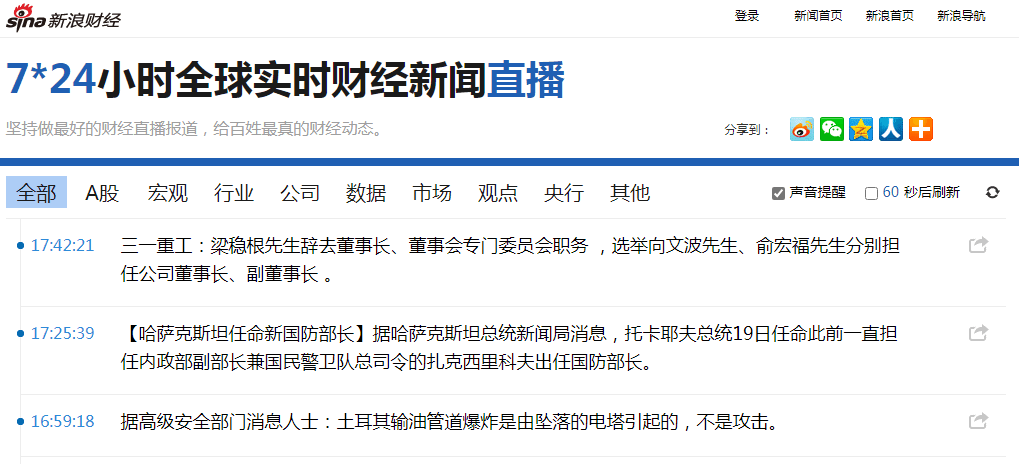 sina 新浪财经
登录 新闻首页 新浪首页 新浪导航
7*24小时全球实时财经新闻直播
坚持做最好的财经直播报道，给百姓最真的财经动态。
分享到：
全部 A股 宏观 行业 公司 数据 市场 观点 央行 其他 声音提醒 60 秒后刷新
17:42:21 三一重工：梁稳根先生辞去董事长、董事会专门委员会职务 ，选举向文波先生、俞宏福先生分别担
任公司董事长、副董事长 。
17:25:39 【哈萨克斯坦任命新国防部长】据哈萨克斯坦总统新闻局消息，托卡耶夫总统19日任命此前一直担
任内政部副部长兼国民警卫队总司令的扎克西里科夫出任国防部长。
16:59:18 据高级安全部门消息人士：土耳其输油管道爆炸是由坠落的电塔引起的，不是攻击。